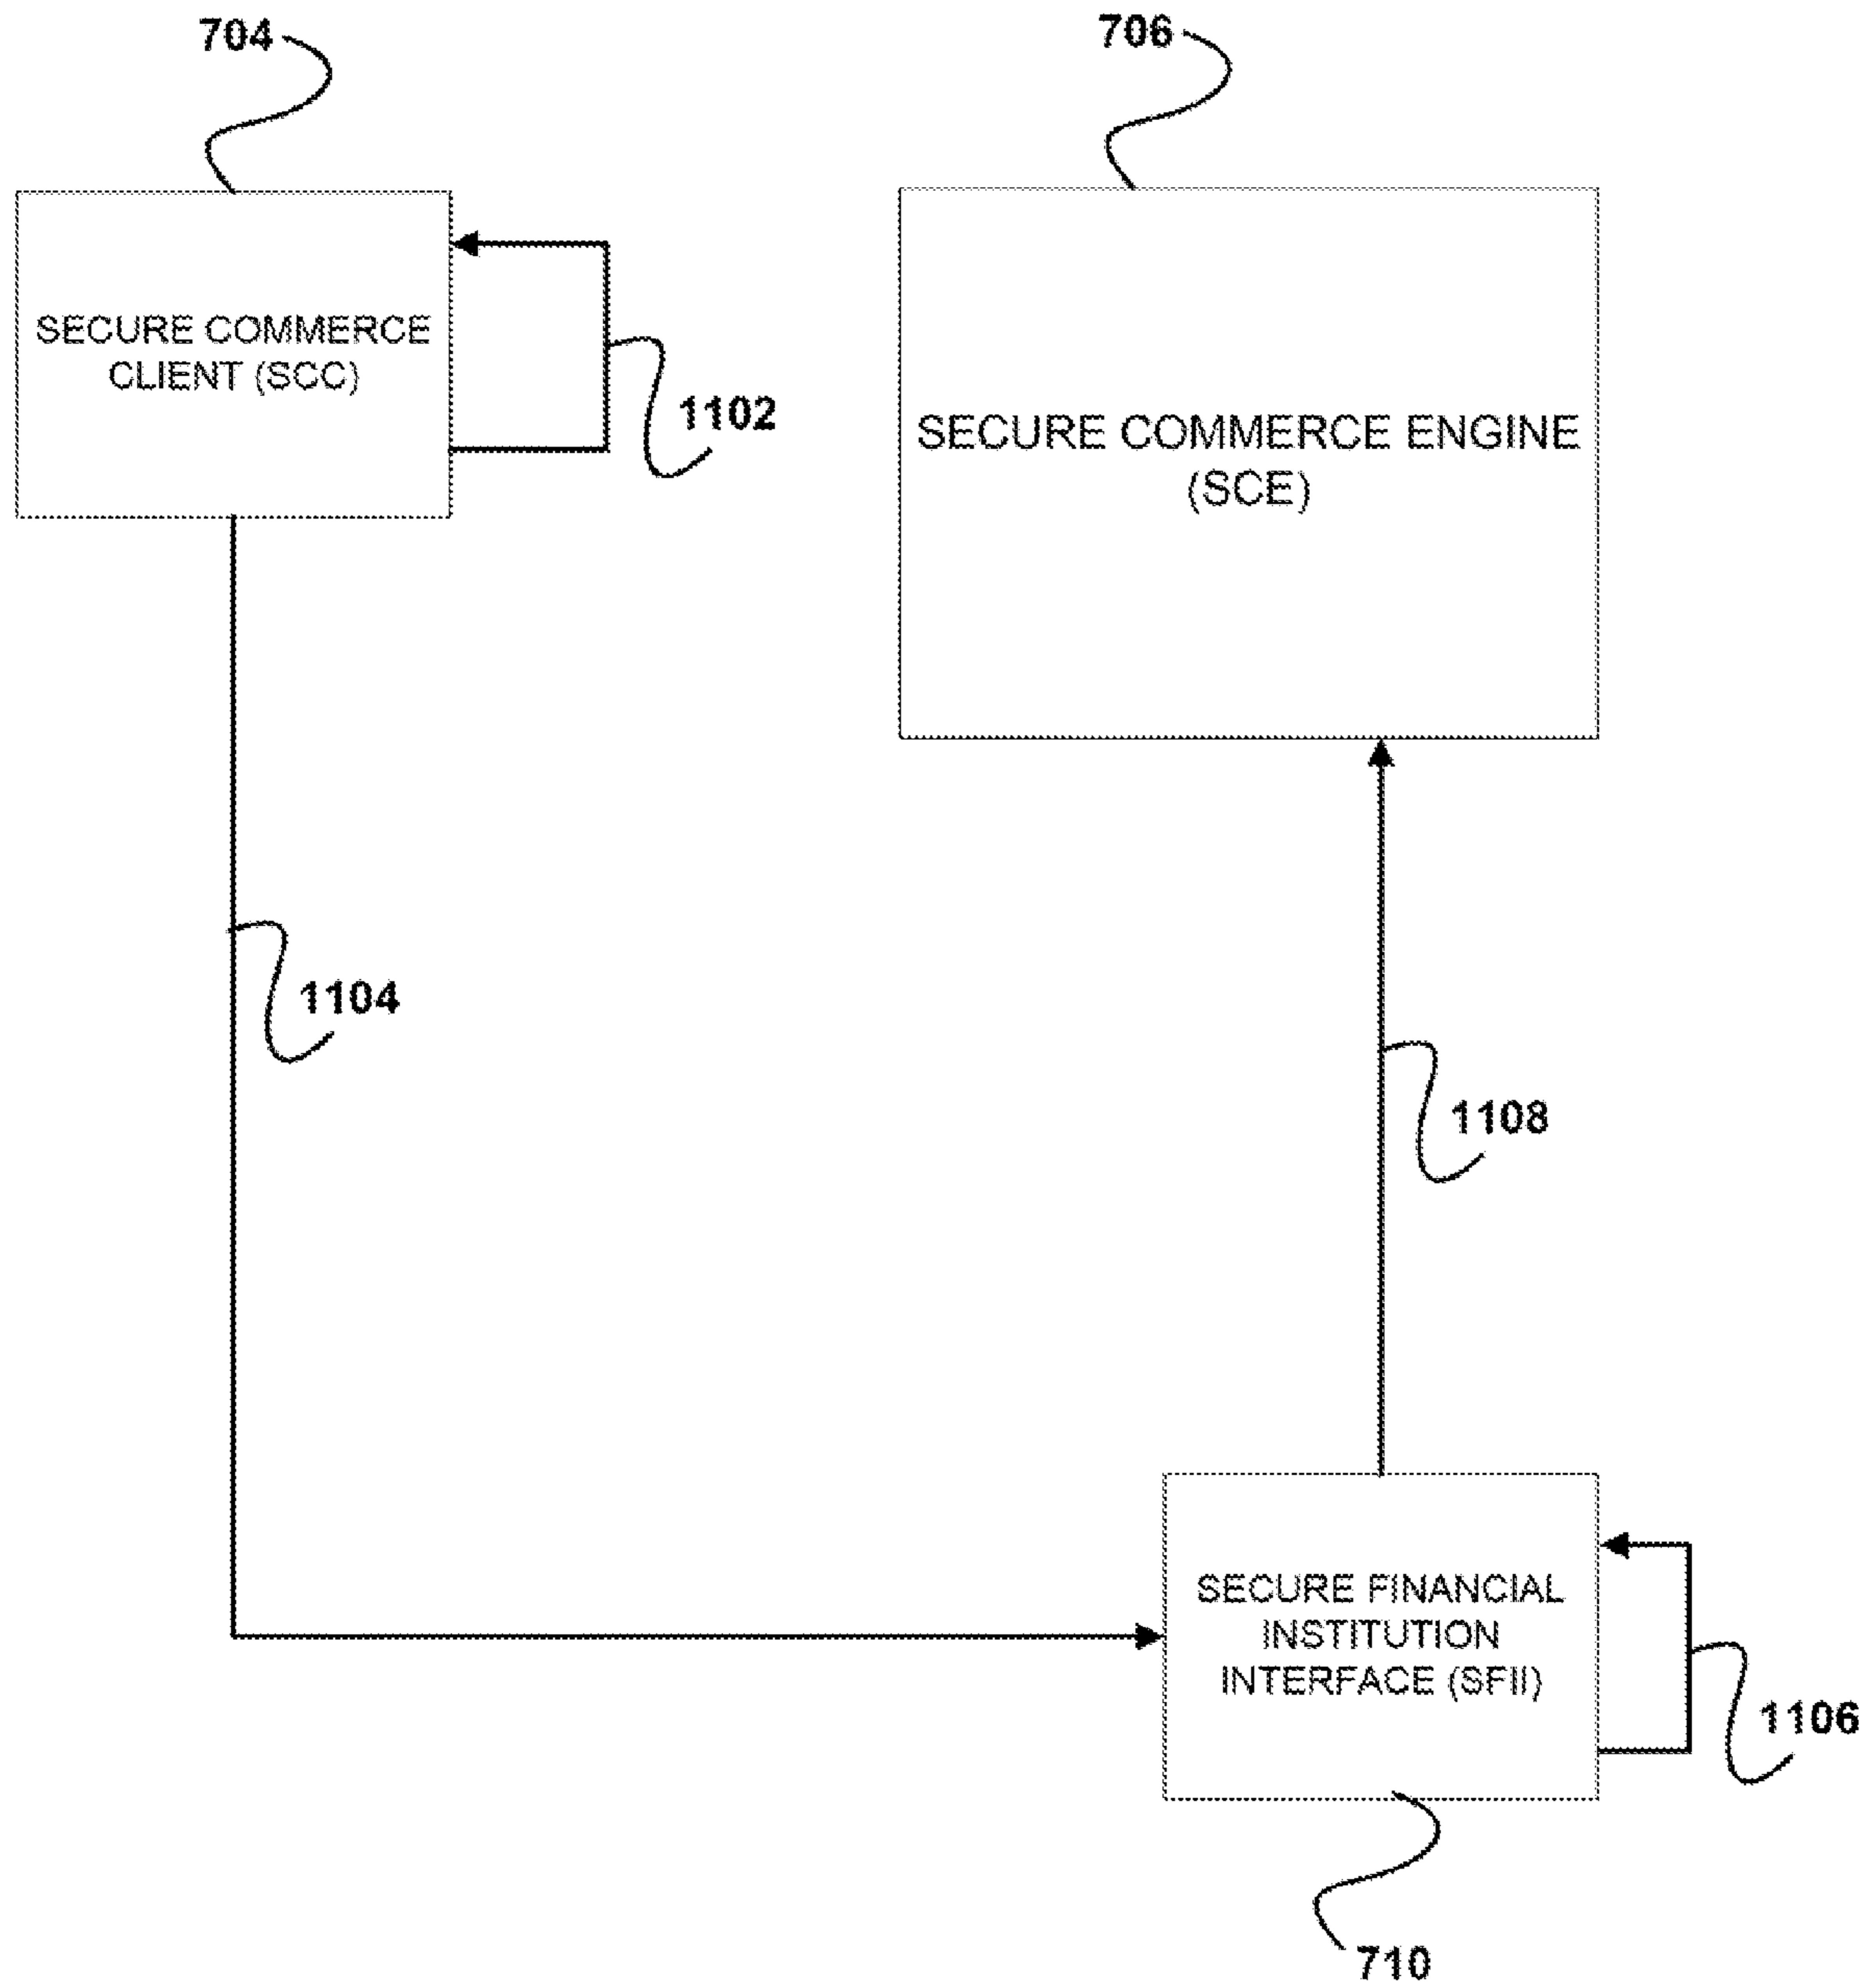 704
706
SECURE COMMERCE
CLIENT (SCC)
1102
SECURE COMMERCE ENGINE
(SCE)
1104
1108
SECURE FINANCIAL
INSTITUTION
INTERFACE (SFII)
1106
710